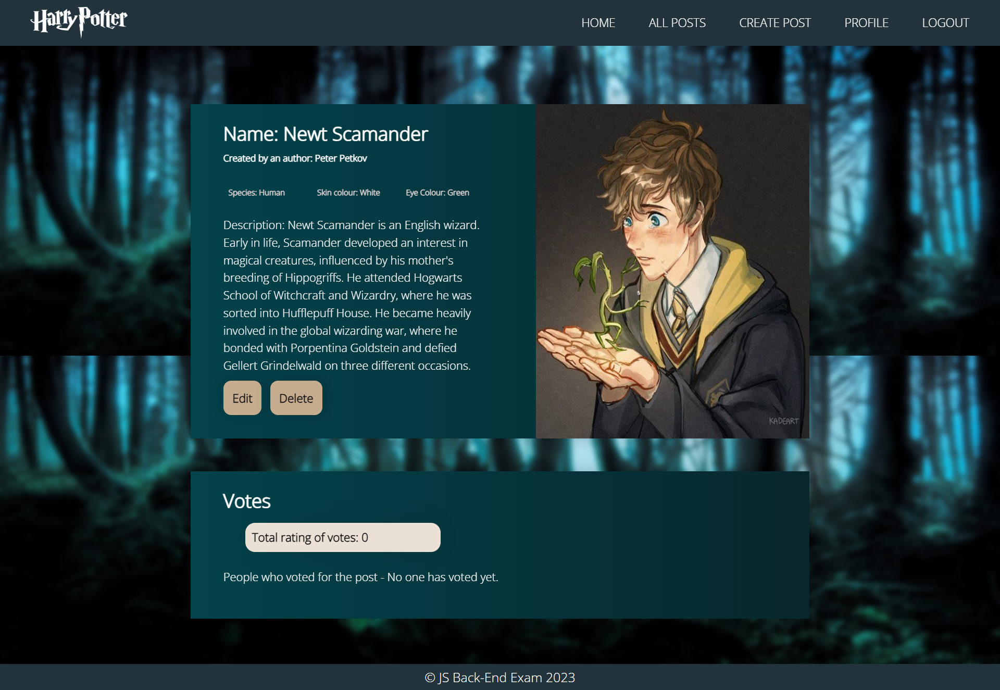 Harry Potter
HOME
ALL POSTS
CREATE POST
PROFILE
LOGOUT
Name: Newt Scamander
Created by an author: Peter Petkov
Species: Human
Skin colour: White
Eye Colour: Green
Description: Newt Scamander is an English wizard.
Early in life, Scamander developed an interest in
magical creatures, influenced by his mother's
breeding of Hippogriffs. He attended Hogwarts
School of Witchcraft and Wizardry, where he was
sorted into Hufflepuff House. He became heavily
involved in the global wizarding war, where he
bonded with Porpentina Goldstein and defied
Gellert Grindelwald on three different occasions.
Edit
Delete
KADEART
Votes
Total rating of votes: 0
People who voted for the post - No one has voted yet.
© JS Back-End Exam 2023